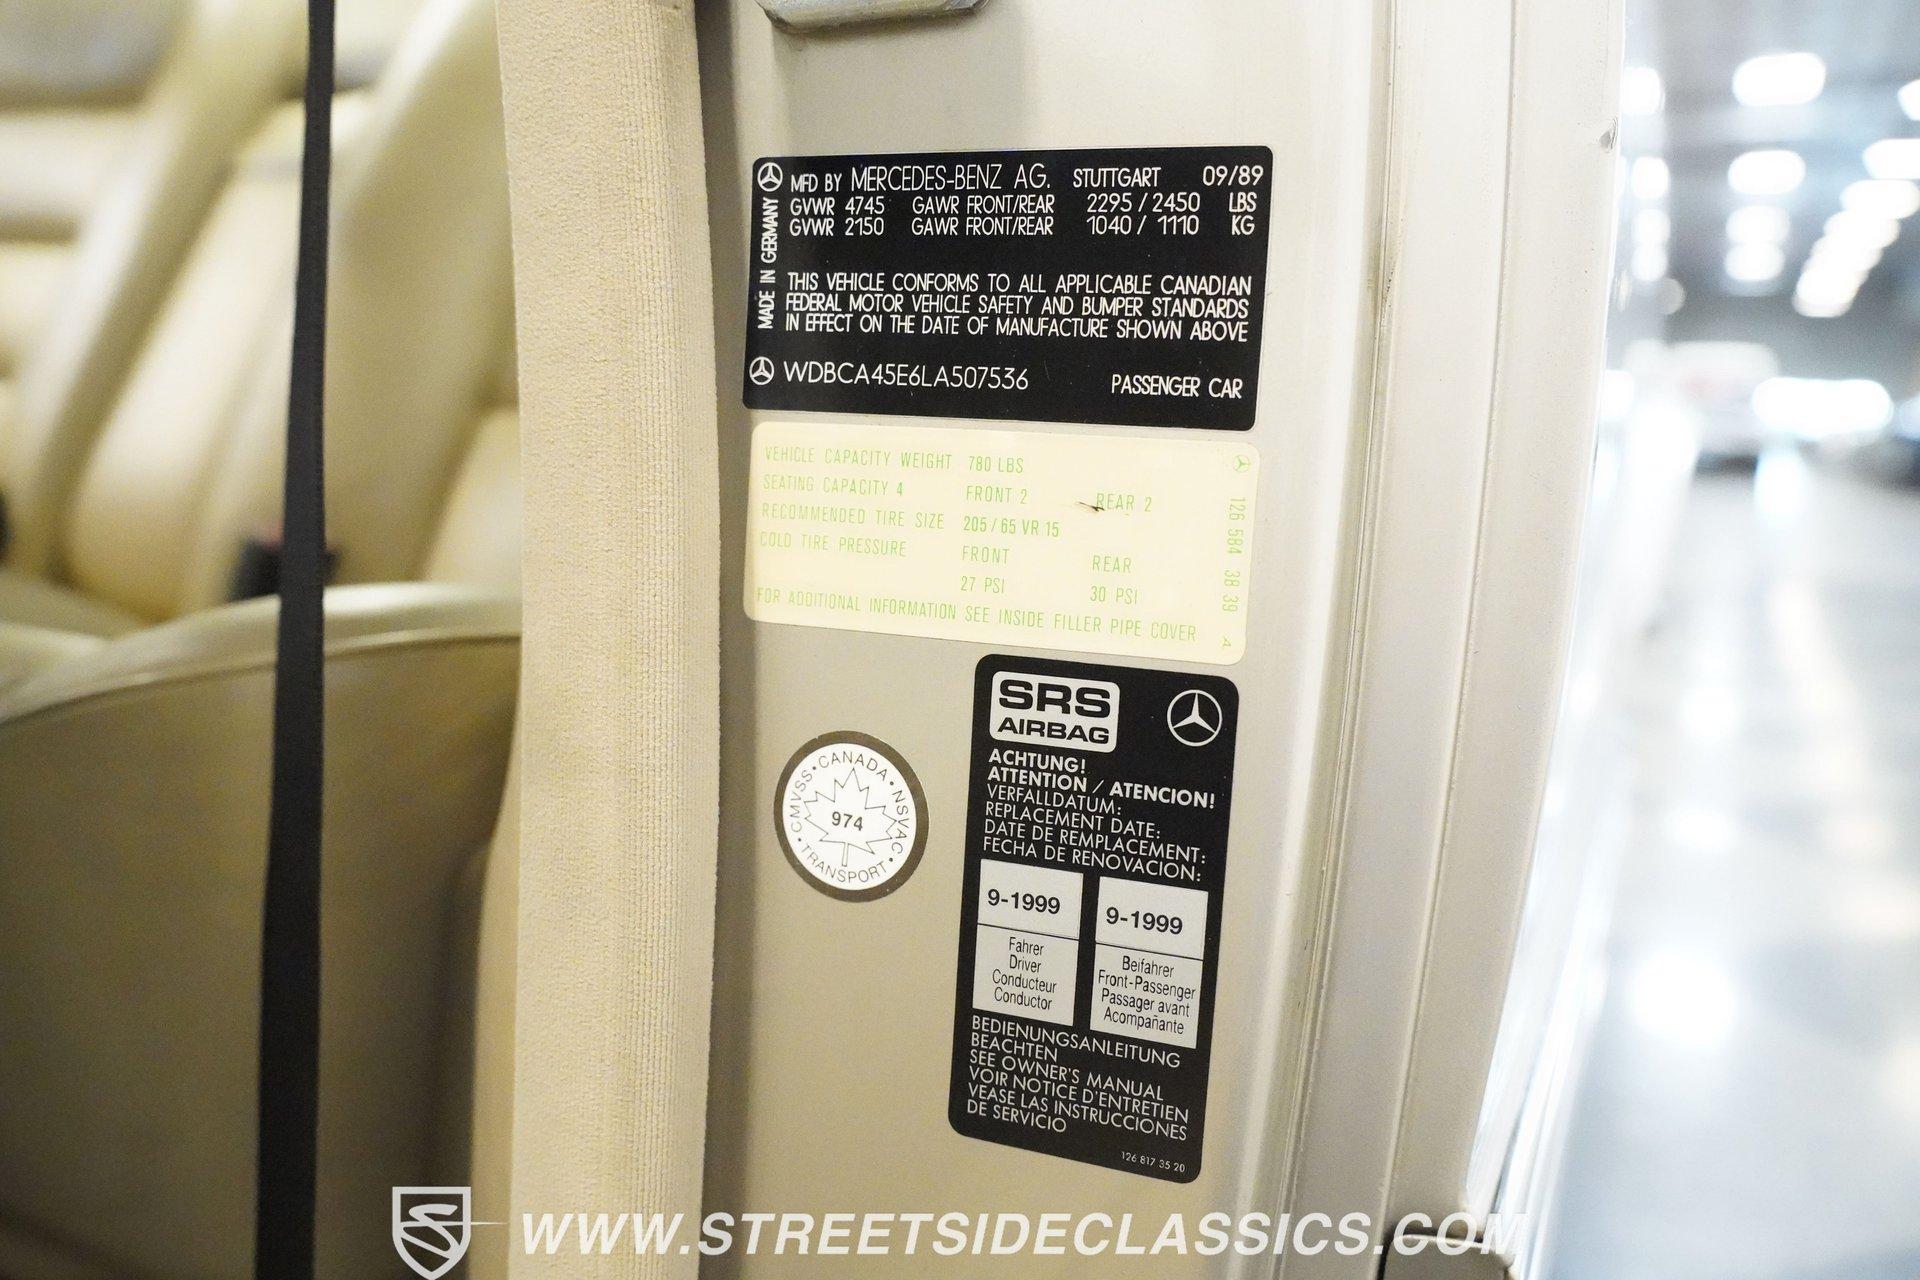 MFD BY MERCEDES-BENZ AG. STUTTGART 09/89
GVWR 4745 GAWR FRONT/REAR 2295 / 2450 LBS
GVWR 2150 GAWR FRONT/REAR 1040 / 1110 KG
MADE IN GERMANY
THIS VEHICLE CONFORMS TO ALL APPLICABLE CANADIAN
FEDERAL MOTOR VEHICLE SAFETY AND BUMPER STANDARDS
IN EFFECT ON THE DATE OF MANUFACTURE SHOWN ABOVE
WDBCA45E6LA507536 PASSENGER CAR
VEHICLE CAPACITY WEIGHT 780 LBS
SEATING CAPACITY 4 FRONT 2 REAR 2
RECOMMENDED TIRE SIZE 205/65 VR 15
COLD TIRE PRESSURE FRONT REAR
27 PSI 30 PSI
FOR ADDITIONAL INFORMATION SEE INSIDE FILLER PIPE COVER
126 584 38 39 A
SRS
AIRBAG
ACHTUNG!
ATTENTION / ATENCION!
VERFALLDATUM:
REPLACEMENT DATE:
DATE DE REMPLACEMENT:
FECHA DE RENOVACION:
9-1999 9-1999
Fahrer
Driver
Conducteur
Conductor
Beifahrer
Front-Passenger
Passager avant
Acompañante
BEDIENUNGSANLEITUNG
BEACHTEN
SEE OWNER'S MANUAL
VOIR NOTICE D'ENTRETIEN
VEASE LAS INSTRUCCIONES
DE SERVICIO
126 817 35 20
CMVSS • CANADA • NSVAC • TRANSPORT •
974
WWW.STREETSIDECLASSICS.COM